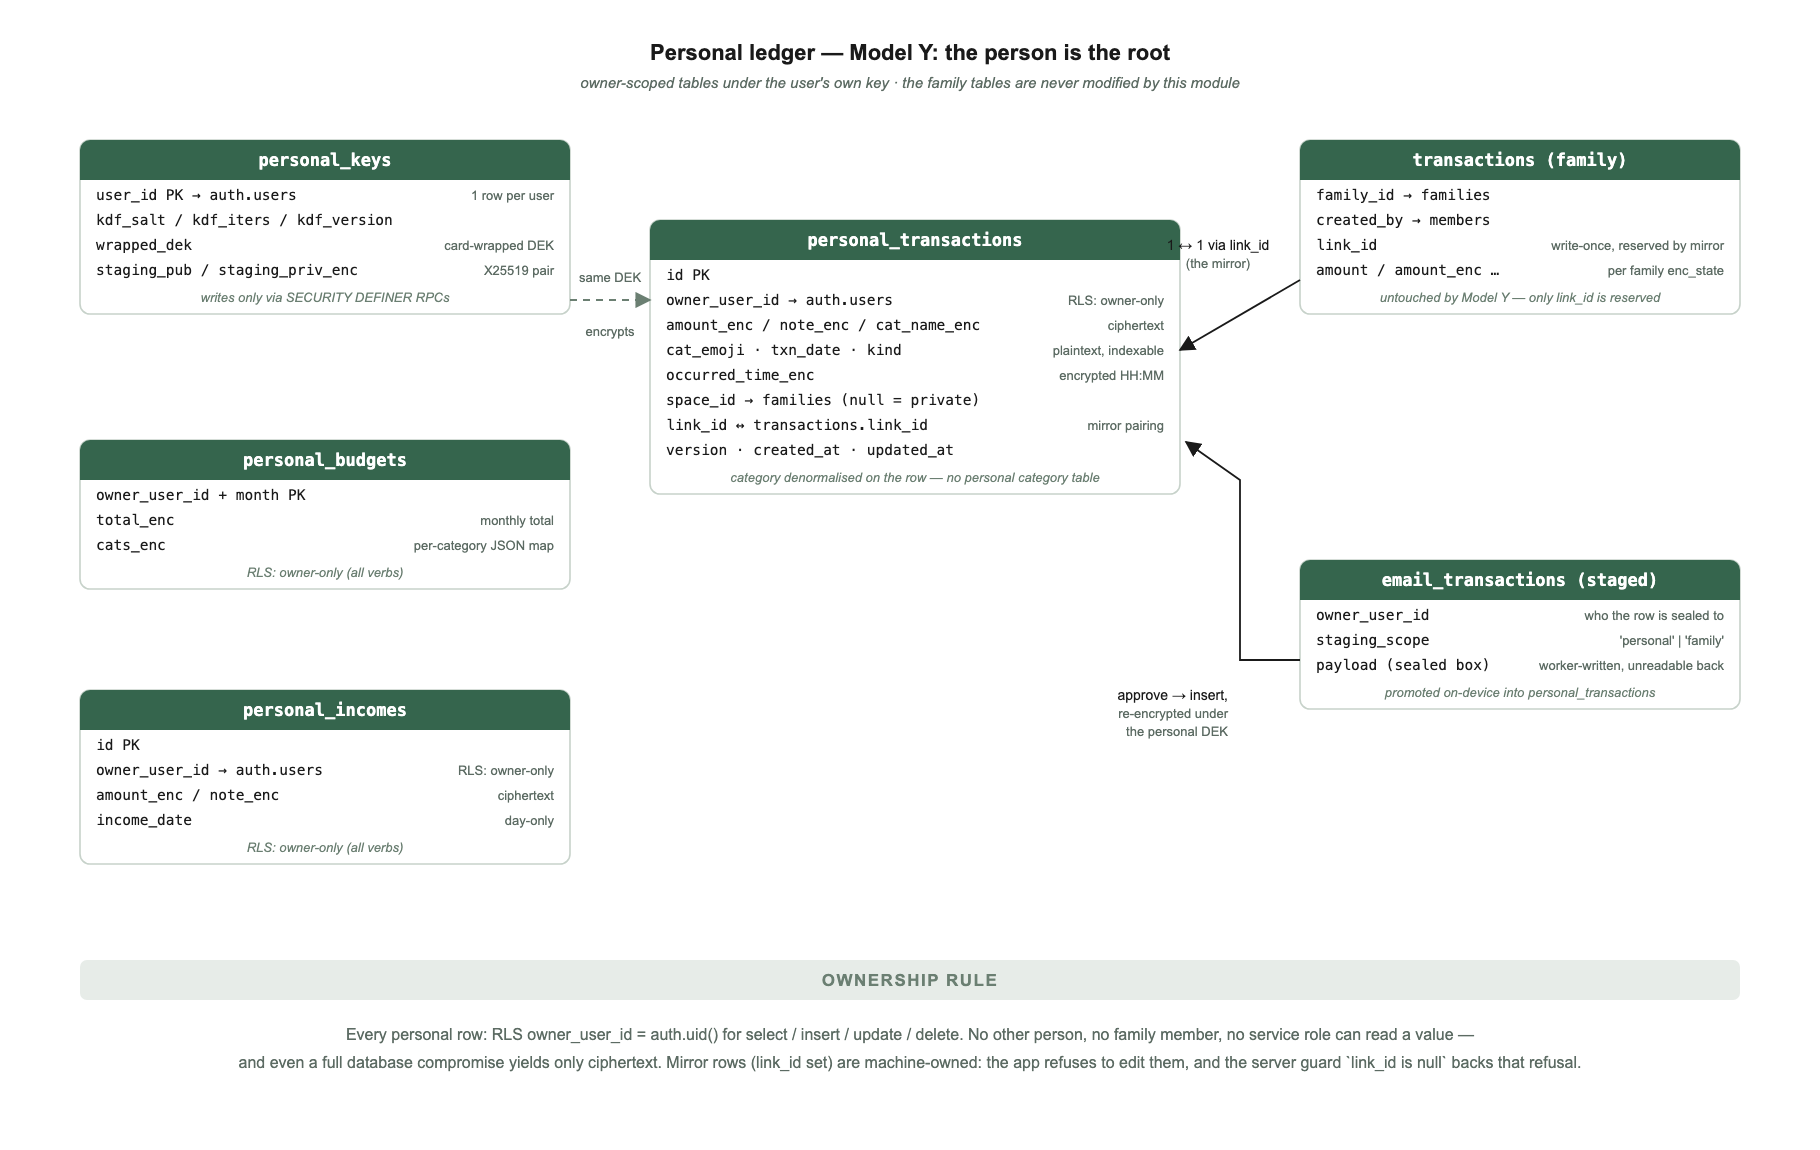 Personal ledger — Model Y: the person is the root
owner-scoped tables under the user's own key · the family tables are never modified by this module
personal_keys
user_id PK → auth.users 1 row per user
kdf_salt / kdf_iters / kdf_version
wrapped_dek card-wrapped DEK
staging_pub / staging_priv_enc X25519 pair
writes only via SECURITY DEFINER RPCs
same DEK
encrypts
personal_transactions
id PK
owner_user_id → auth.users RLS: owner-only
amount_enc / note_enc / cat_name_enc ciphertext
cat_emoji · txn_date · kind plaintext, indexable
occurred_time_enc encrypted HH:MM
space_id → families (null = private)
link_id ↔ transactions.link_id mirror pairing
version · created_at · updated_at
category denormalised on the row — no personal category table
1 ↔ 1 via link_id
(the mirror)
transactions (family)
family_id → families
created_by → members
link_id write-once, reserved by mirror
amount / amount_enc … per family enc_state
untouched by Model Y — only link_id is reserved
personal_budgets
owner_user_id + month PK
total_enc monthly total
cats_enc per-category JSON map
RLS: owner-only (all verbs)
email_transactions (staged)
owner_user_id who the row is sealed to
staging_scope 'personal' | 'family'
payload (sealed box) worker-written, unreadable back
promoted on-device into personal_transactions
approve → insert,
re-encrypted under
the personal DEK
personal_incomes
id PK
owner_user_id → auth.users RLS: owner-only
amount_enc / note_enc ciphertext
income_date day-only
RLS: owner-only (all verbs)
OWNERSHIP RULE
Every personal row: RLS owner_user_id = auth.uid() for select / insert / update / delete. No other person, no family member, no service role can read a value —
and even a full database compromise yields only ciphertext. Mirror rows (link_id set) are machine-owned: the app refuses to edit them, and the server guard `link_id is null` backs that refusal.